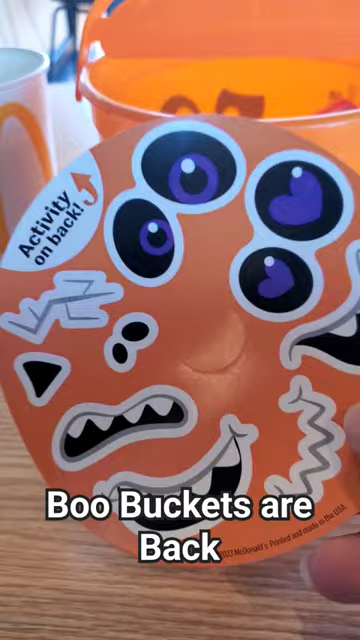 Activity
on back!
Boo Buckets are
Back
McDonald's Printed and made in the USA.